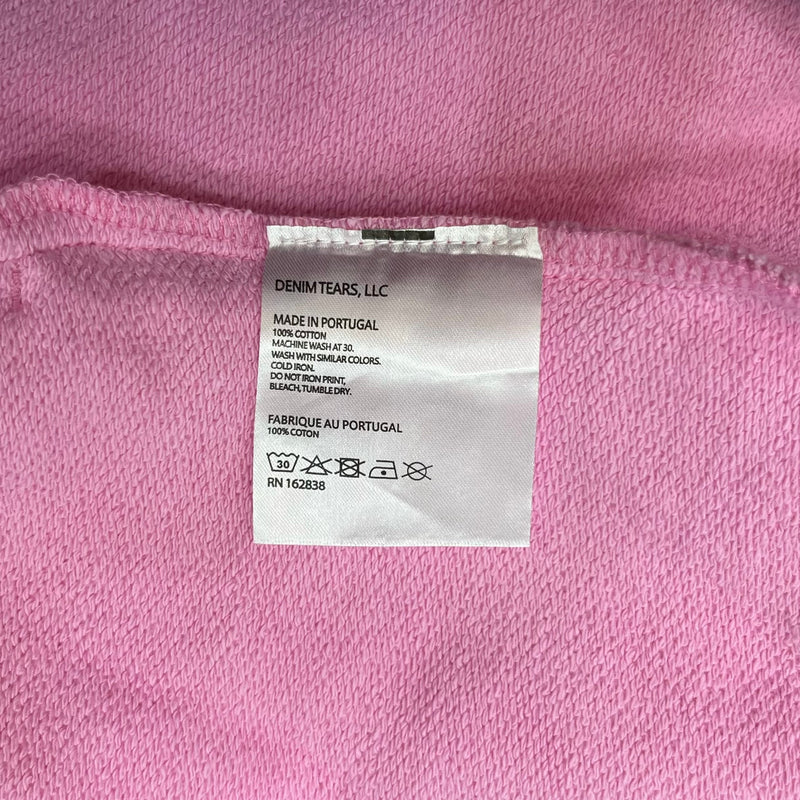 DENIM TEARS, LLC
MADE IN PORTUGAL
100% COTTON
MACHINE WASH AT 30.
WASH WITH SIMILAR COLORS.
COLD IRON.
DO NOT IRON PRINT,
BLEACH, TUMBLE DRY.
FABRIQUE AU PORTUGAL
100% COTON
30
RN 162838